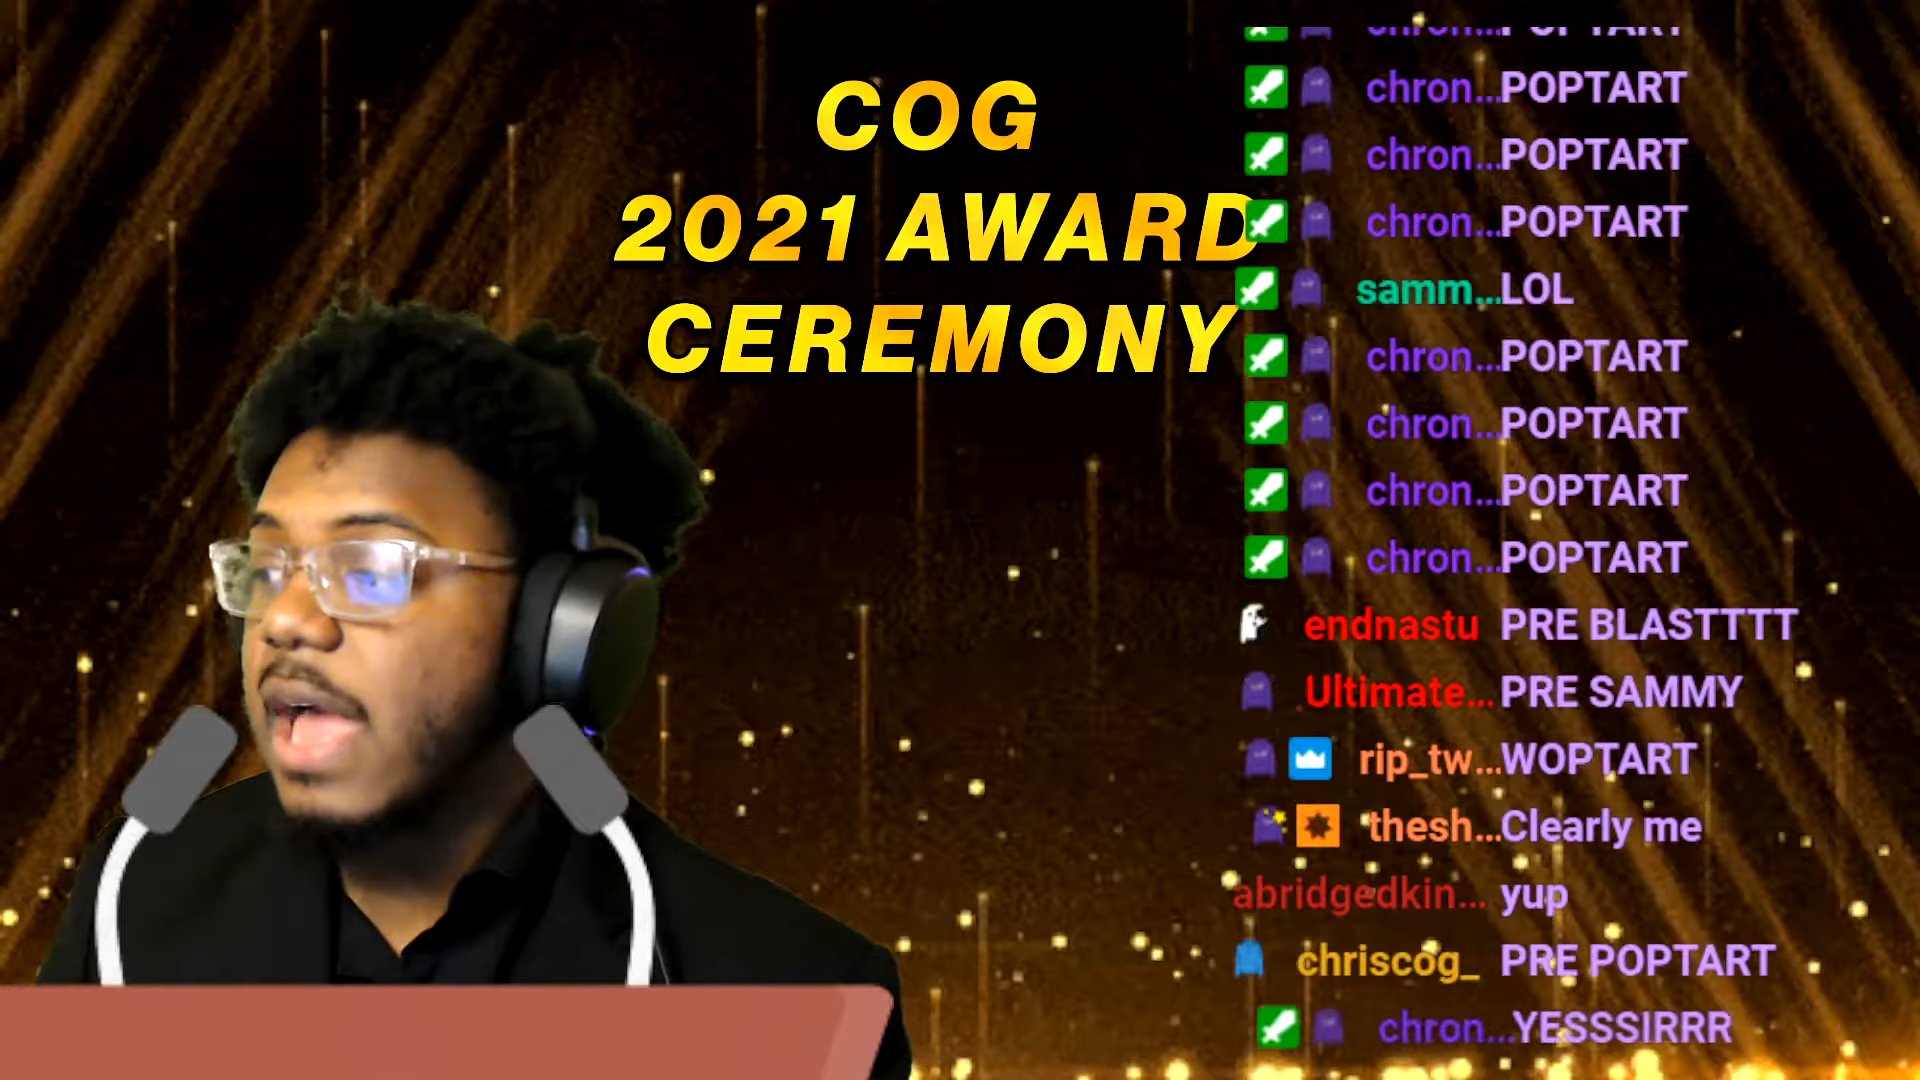 COG
2021 AWARD
CEREMONY
chron...POPTART
chron...POPTART
chron...POPTART
chron...POPTART
samm...LOL
chron...POPTART
chron...POPTART
chron...POPTART
chron...POPTART
endnastu PRE BLASTTTT
Ultimate... PRE SAMMY
rip_tw...WOPTART
thesh...Clearly me
abridgedkin... yup
chriscog_ PRE POPTART
chron...YESSSIRRR